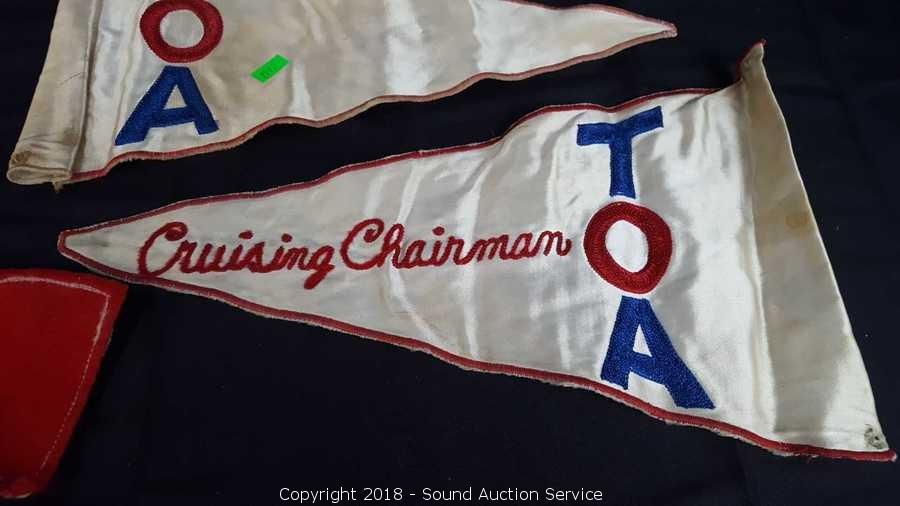 O
A
Cruising Chairman
T
O
A
Copyright 2018 - Sound Auction Service